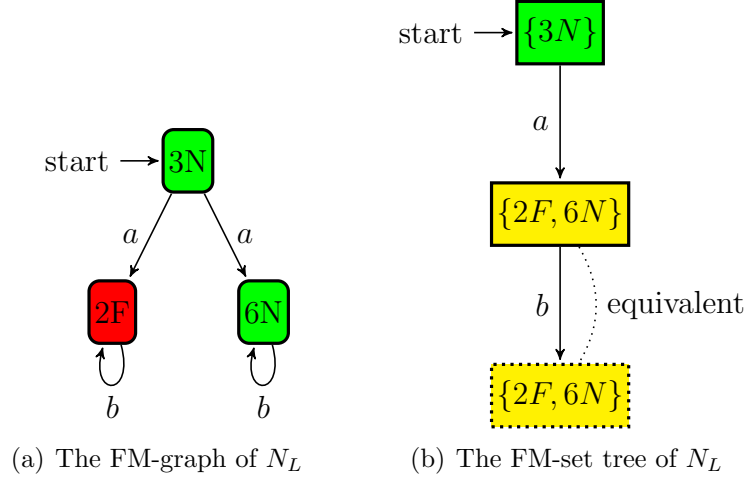 start
3N
a
a
2F
6N
b
b
(a) The FM-graph of N_L
start
{3N}
a
{2F, 6N}
b
equivalent
{2F, 6N}
(b) The FM-set tree of N_L